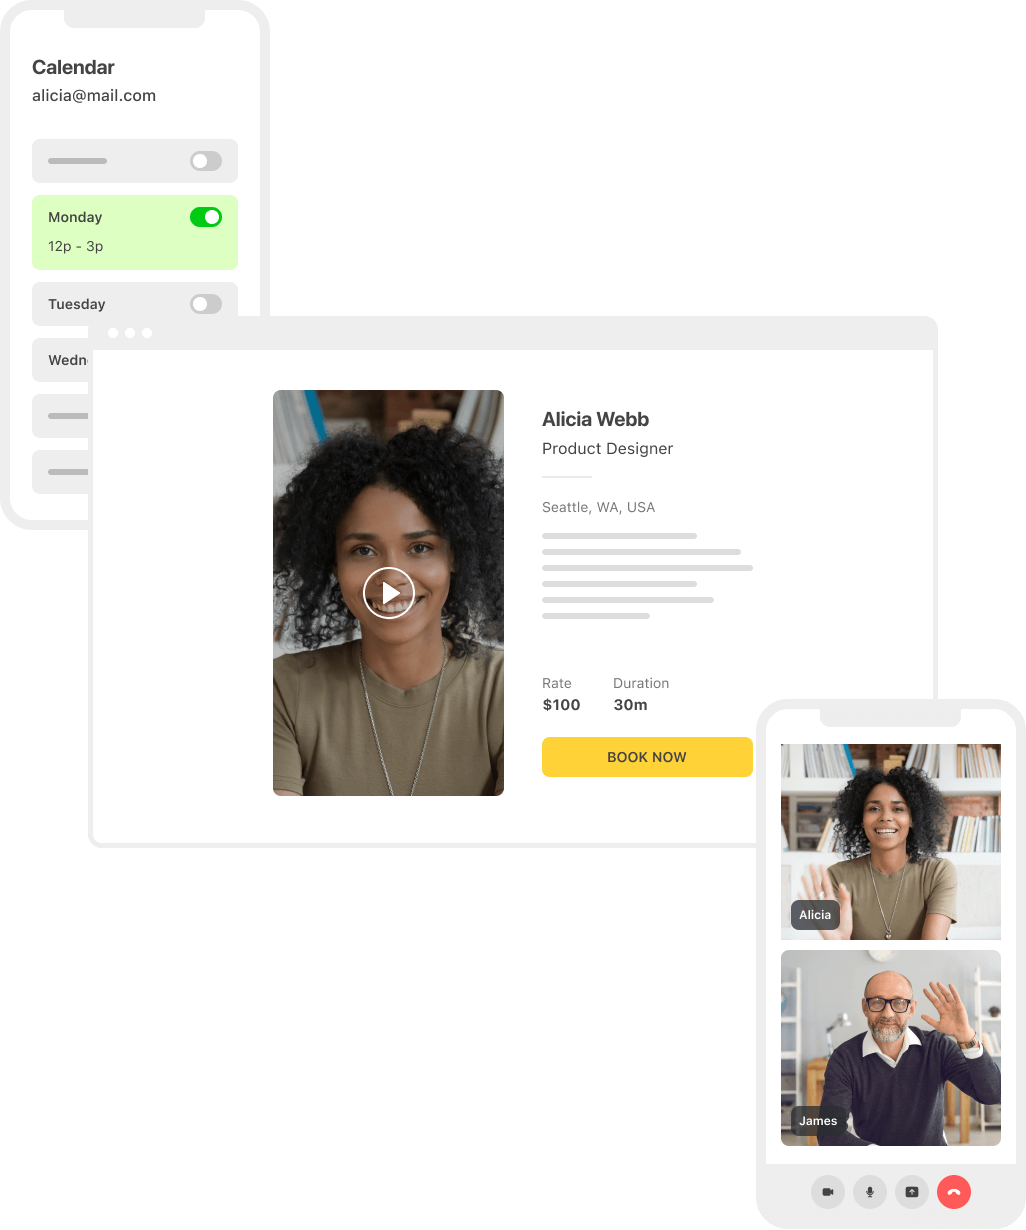 Calendar
alicia@mail.com
Monday
12p - 3p
Tuesday
Alicia Webb
Product Designer
Seattle, WA, USA
Rate
Duration
$100
30m
BOOK NOW
Alicia
James